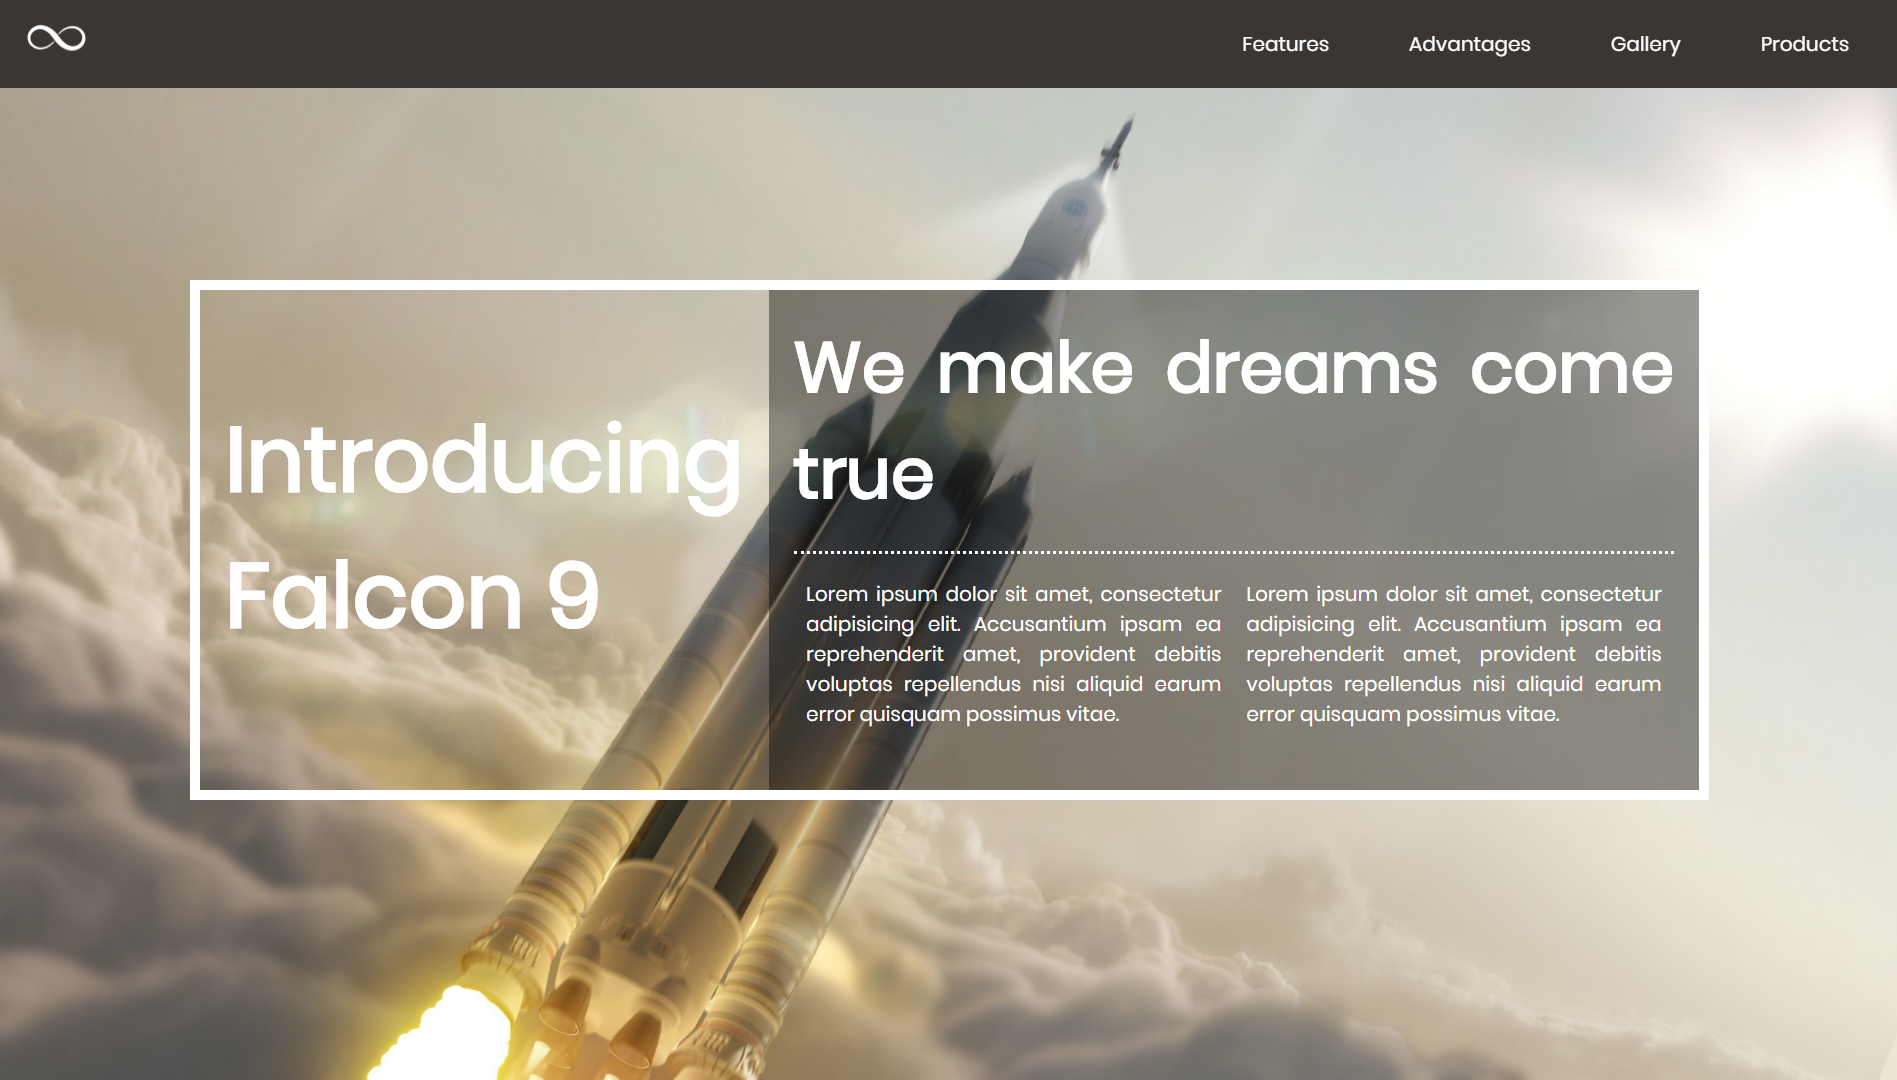 Features
Advantages
Gallery
Products
Introducing
Falcon 9
We make dreams come
true
Lorem ipsum dolor sit amet, consectetur
adipisicing elit. Accusantium ipsam ea
reprehenderit amet, provident debitis
voluptas repellendus nisi aliquid earum
error quisquam possimus vitae.
Lorem ipsum dolor sit amet, consectetur
adipisicing elit. Accusantium ipsam ea
reprehenderit amet, provident debitis
voluptas repellendus nisi aliquid earum
error quisquam possimus vitae.